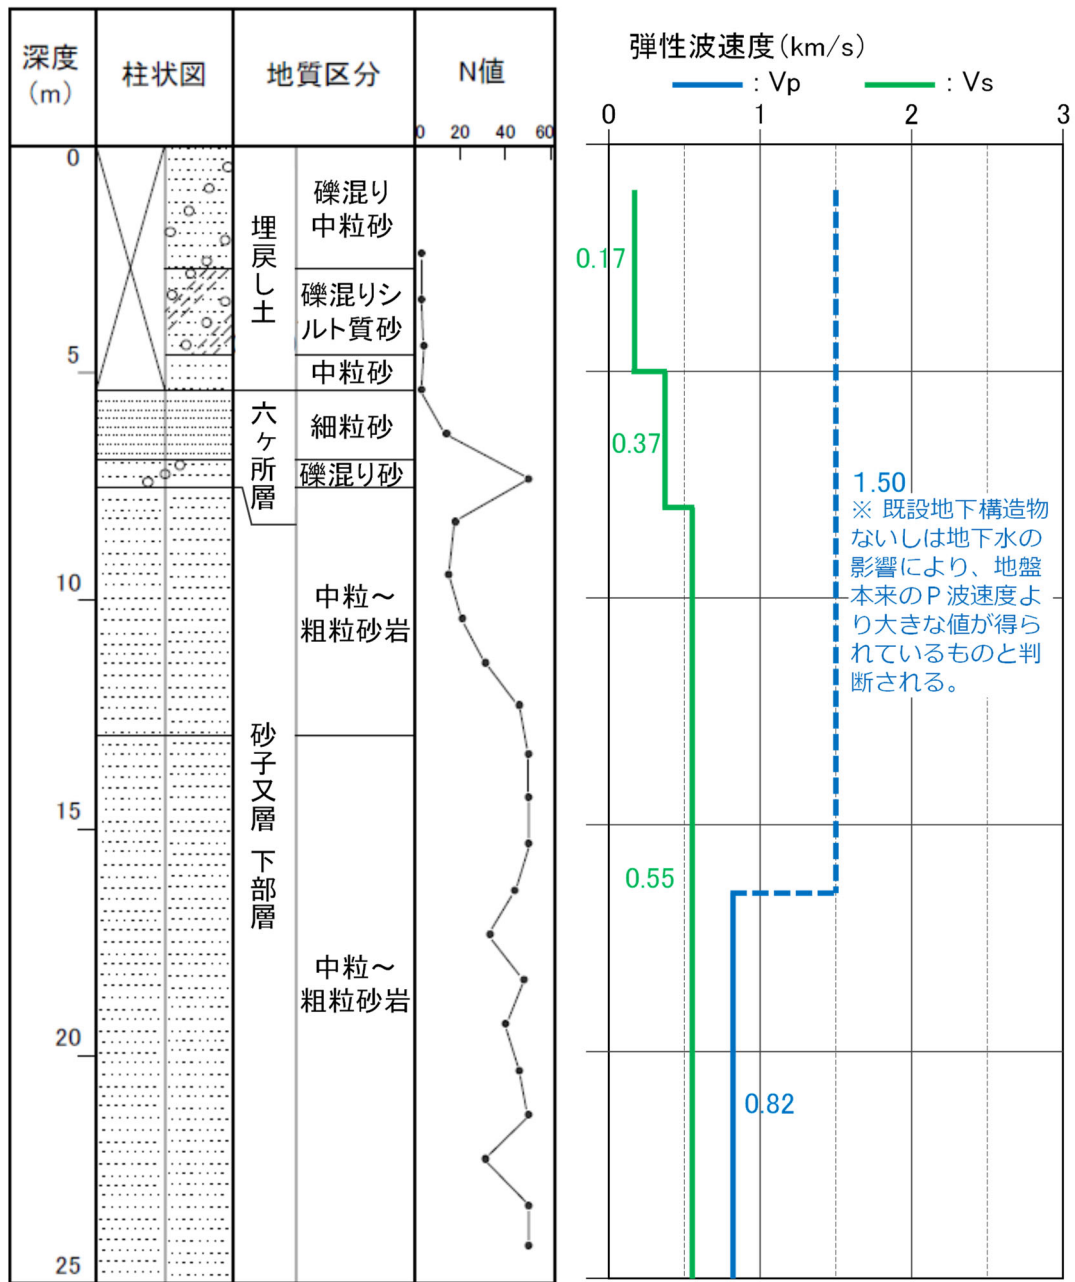 深度
(m)
柱状図
地質区分
N値
0 20 40 60
0
5
10
15
20
25
埋戻し土
六ケ所層
砂子又層 下部層
礫混り
中粒砂
礫混りシ
ルト質砂
中粒砂
細粒砂
礫混り砂
中粒～
粗粒砂岩
中粒～
粗粒砂岩
弾性波速度(km/s)
: Vp : Vs
0 1 2 3
0.17
0.37
0.55
1.50
※ 既設地下構造物
ないしは地下水の
影響により、地盤
本来のP波速度よ
り大きな値が得ら
れているものと判
断される。
0.82